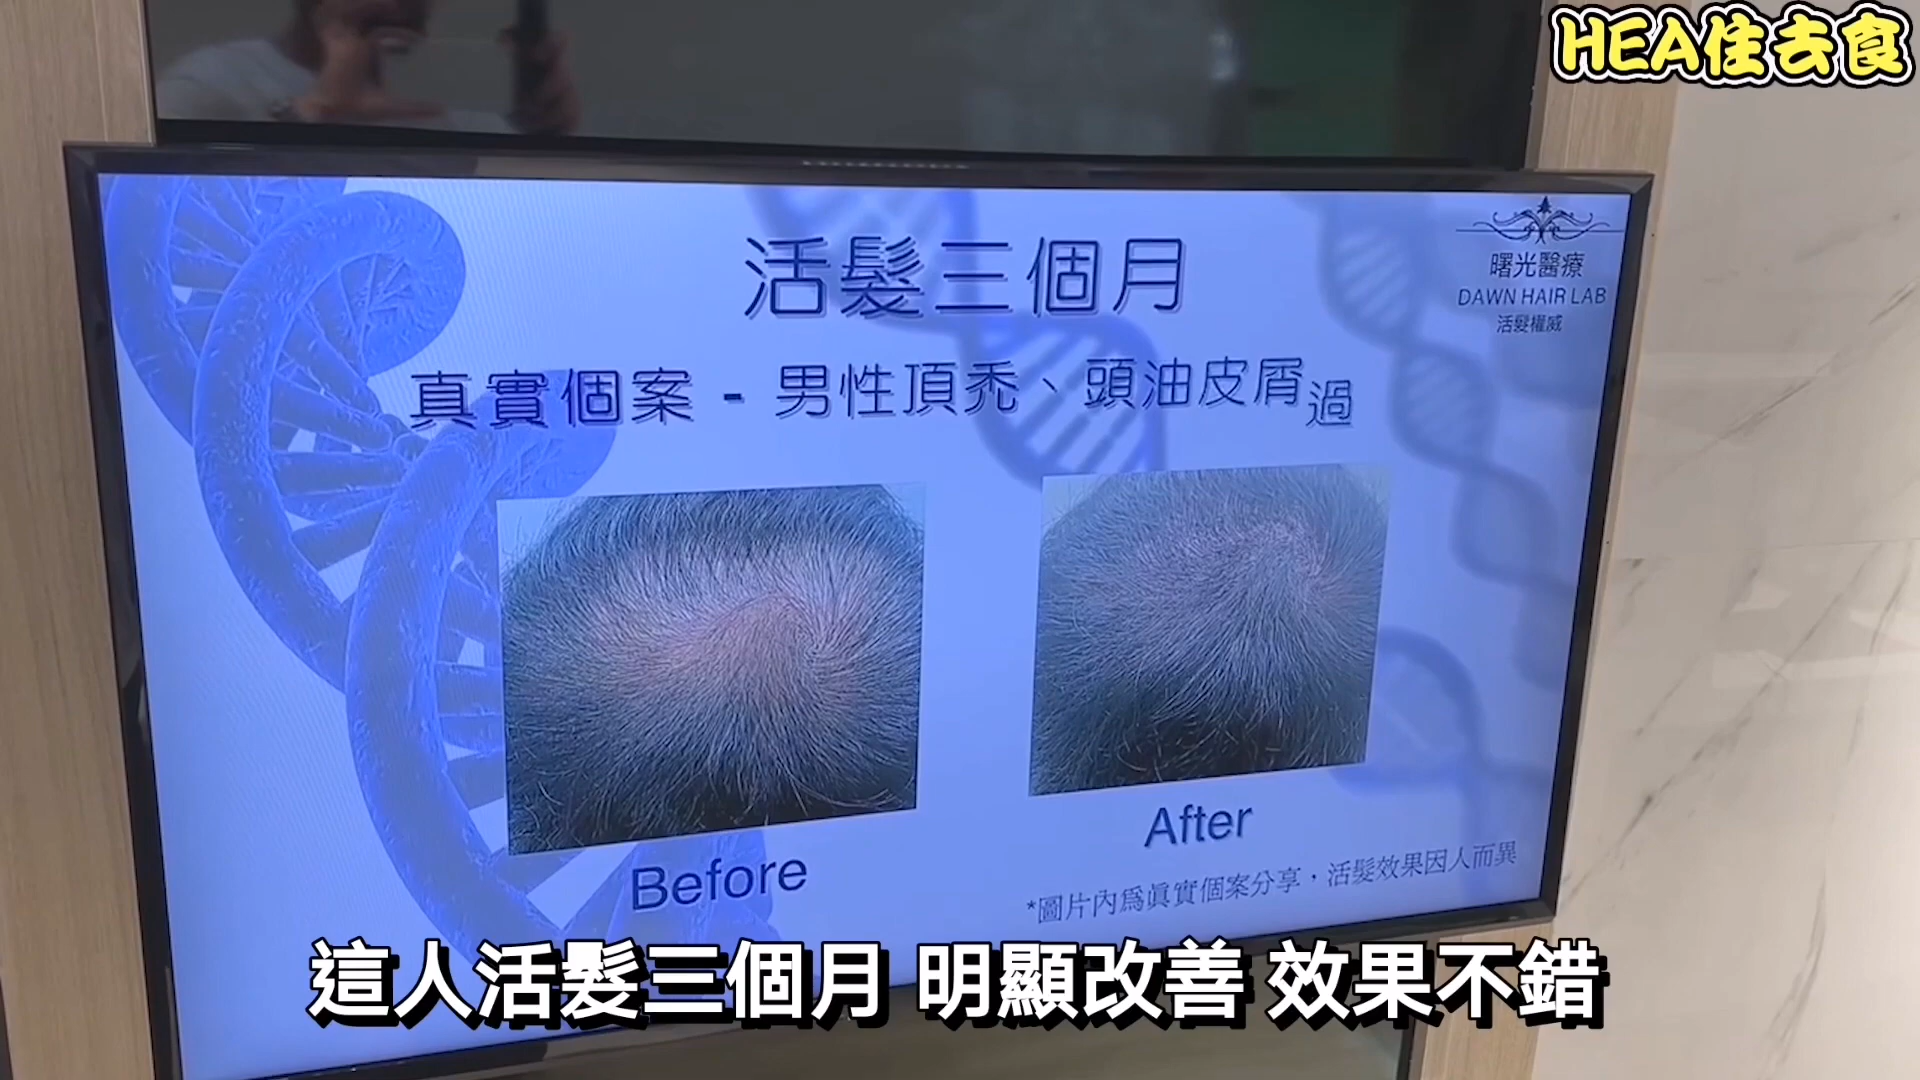 HEA住去食
活髮三個月
曙光醫療
DAWN HAIR LAB
活髮權威
真實個案 - 男性頂禿、頭油皮屑過
Before
After
*圖片內為真實個案分享，活髮效果因人而異
這人活髮三個月 明顯改善 效果不錯